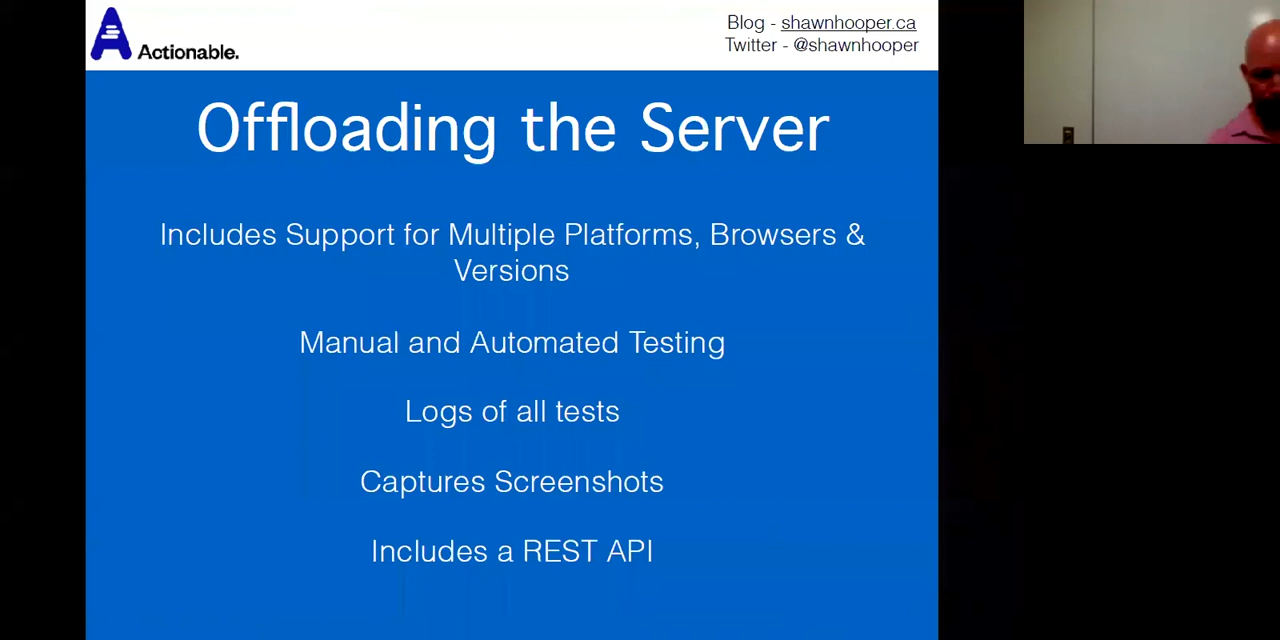 Actionable.
Blog - shawnhooper.ca
Twitter - @shawnhooper
Offloading the Server
Includes Support for Multiple Platforms, Browsers &
Versions
Manual and Automated Testing
Logs of all tests
Captures Screenshots
Includes a REST API